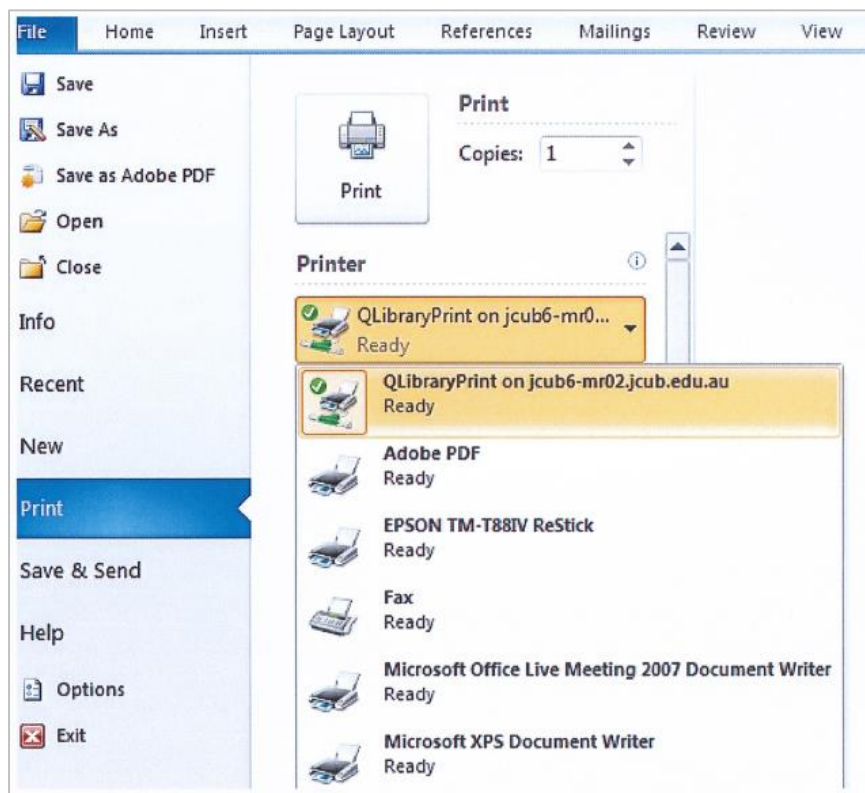 File Home Insert Page Layout References Mailings Review View
Save
Save As
Save as Adobe PDF
Open
Close
Info
Recent
New
Print
Save & Send
Help
Options
Exit
Print
Print
Copies: 1
Printer
QLibraryPrint on jcub6-mr0...
Ready
QLibraryPrint on jcub6-mr02.jcub.edu.au
Ready
Adobe PDF
Ready
EPSON TM-T88IV ReStick
Ready
Fax
Ready
Microsoft Office Live Meeting 2007 Document Writer
Ready
Microsoft XPS Document Writer
Ready